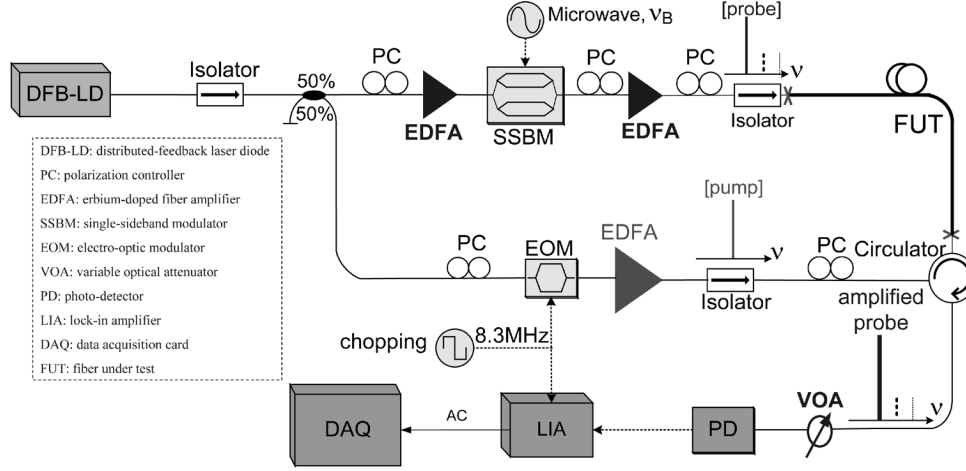 Microwave, νB
[probe]
ν
PC
PC
PC
Isolator
50%
50%
DFB-LD
EDFA
SSBM
EDFA
Isolator
FUT
DFB-LD: distributed-feedback laser diode
PC: polarization controller
EDFA: erbium-doped fiber amplifier
SSBM: single-sideband modulator
EOM: electro-optic modulator
VOA: variable optical attenuator
PD: photo-detector
LIA: lock-in amplifier
DAQ: data acquisition card
FUT: fiber under test
[pump]
ν
PC
EOM
EDFA
Isolator
PC
Circulator
amplified
probe
ν
chopping
8.3MHz
VOA
DAQ
AC
LIA
PD